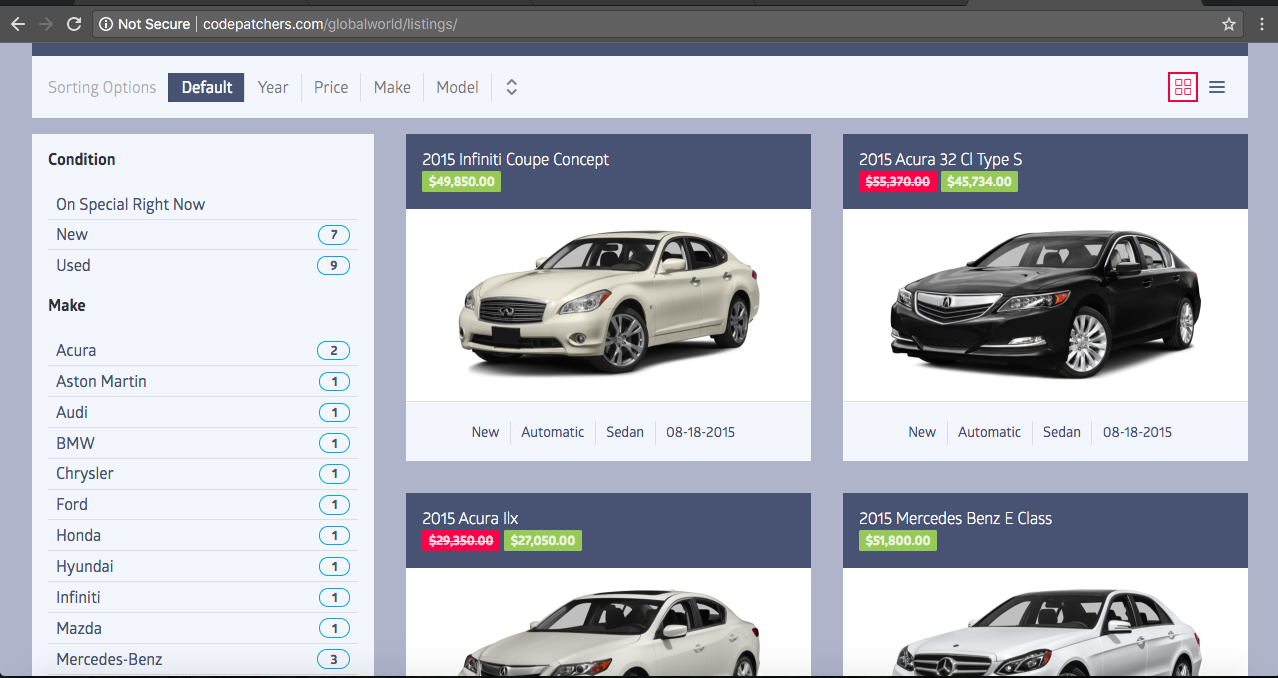 Not Secure | codepatchers.com/globalworld/listings/
Sorting Options Default Year Price Make Model
Condition
On Special Right Now
New 7
Used 9
Make
Acura 2
Aston Martin 1
Audi 1
BMW 1
Chrysler 1
Ford 1
Honda 1
Hyundai 1
Infiniti 1
Mazda 1
Mercedes-Benz 3
2015 Infiniti Coupe Concept
$49,850.00
New Automatic Sedan 08-18-2015
2015 Acura 32 Cl Type S
$55,370.00 $45,734.00
New Automatic Sedan 08-18-2015
2015 Acura Ilx
$29,350.00 $27,050.00
2015 Mercedes Benz E Class
$51,800.00